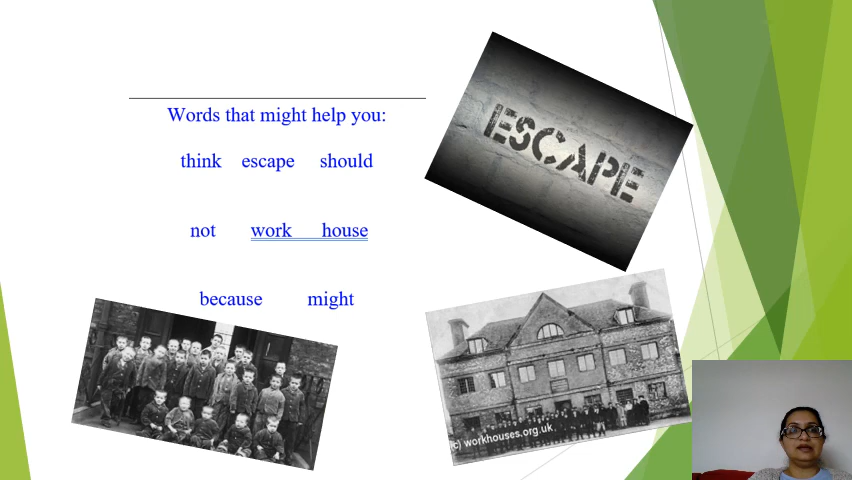 Words that might help you:
think escape should
not work house
because might
ESCAPE
(c) workhouses.org.uk